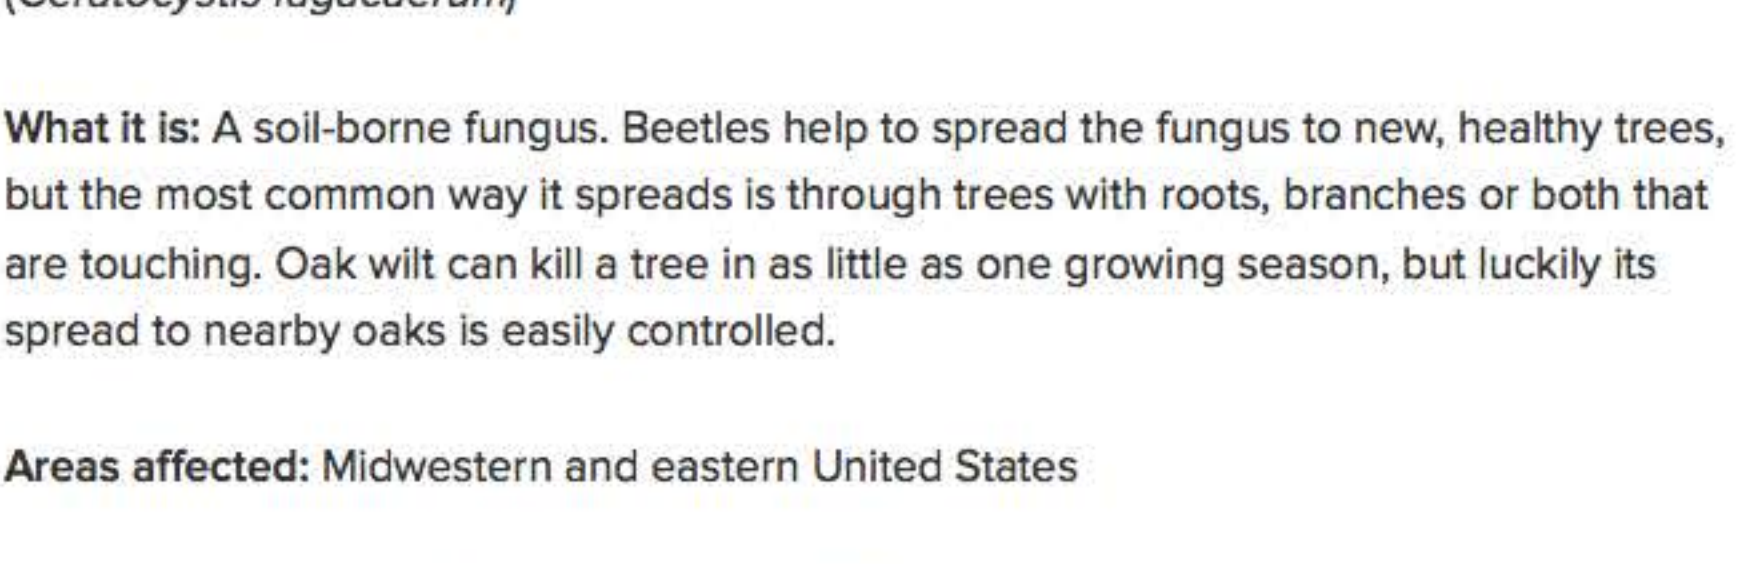 (Ceratocystis fagacaerum)
What it is: A soil-borne fungus. Beetles help to spread the fungus to new, healthy trees,
but the most common way it spreads is through trees with roots, branches or both that
are touching. Oak wilt can kill a tree in as little as one growing season, but luckily its
spread to nearby oaks is easily controlled.
Areas affected: Midwestern and eastern United States